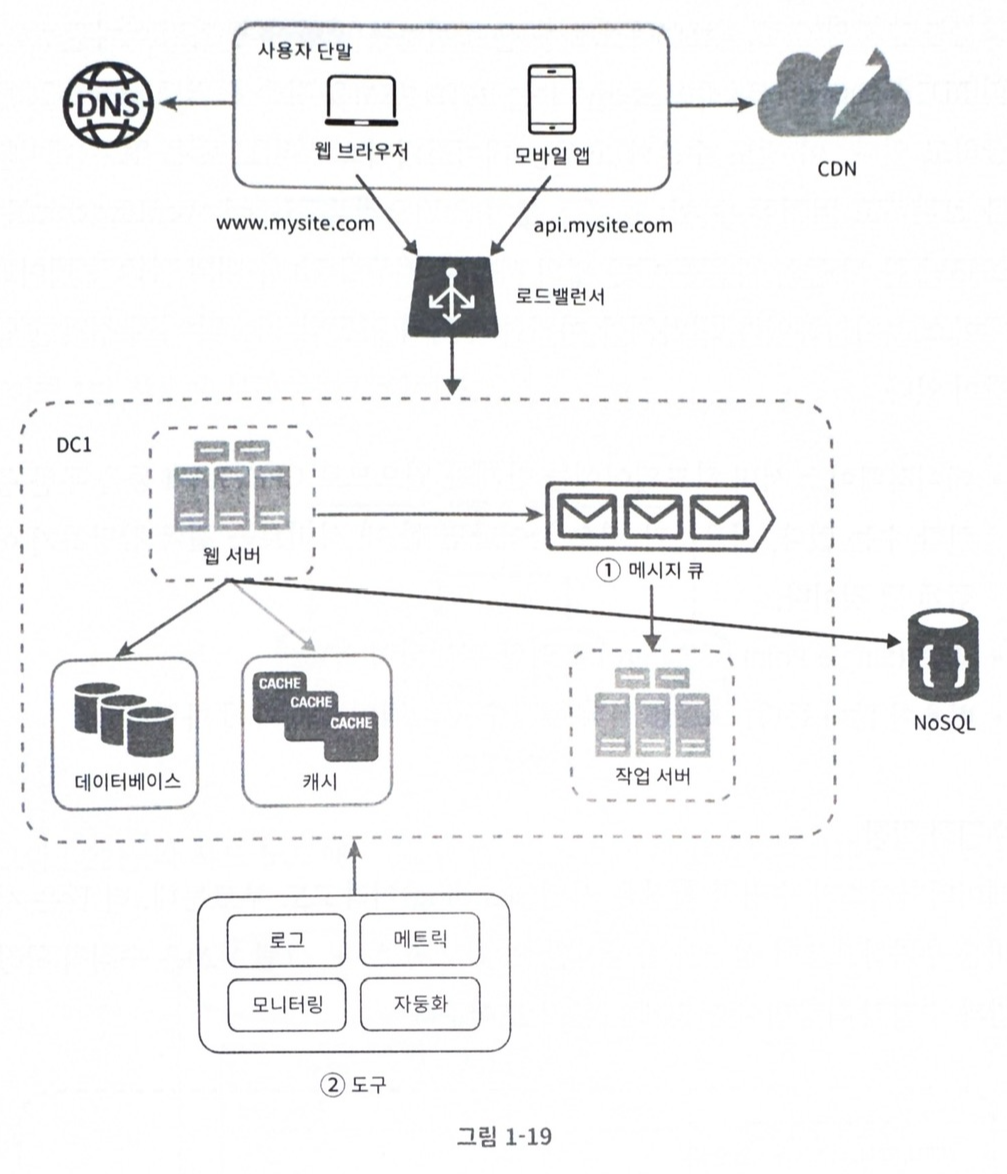 사용자 단말
DNS
웹 브라우저
모바일 앱
CDN
www.mysite.com
api.mysite.com
로드밸런서
DC1
웹 서버
① 메시지 큐
CACHE
CACHE
CACHE
데이터베이스
캐시
작업 서버
{ }
NoSQL
로그
메트릭
모니터링
자동화
② 도구
그림 1-19